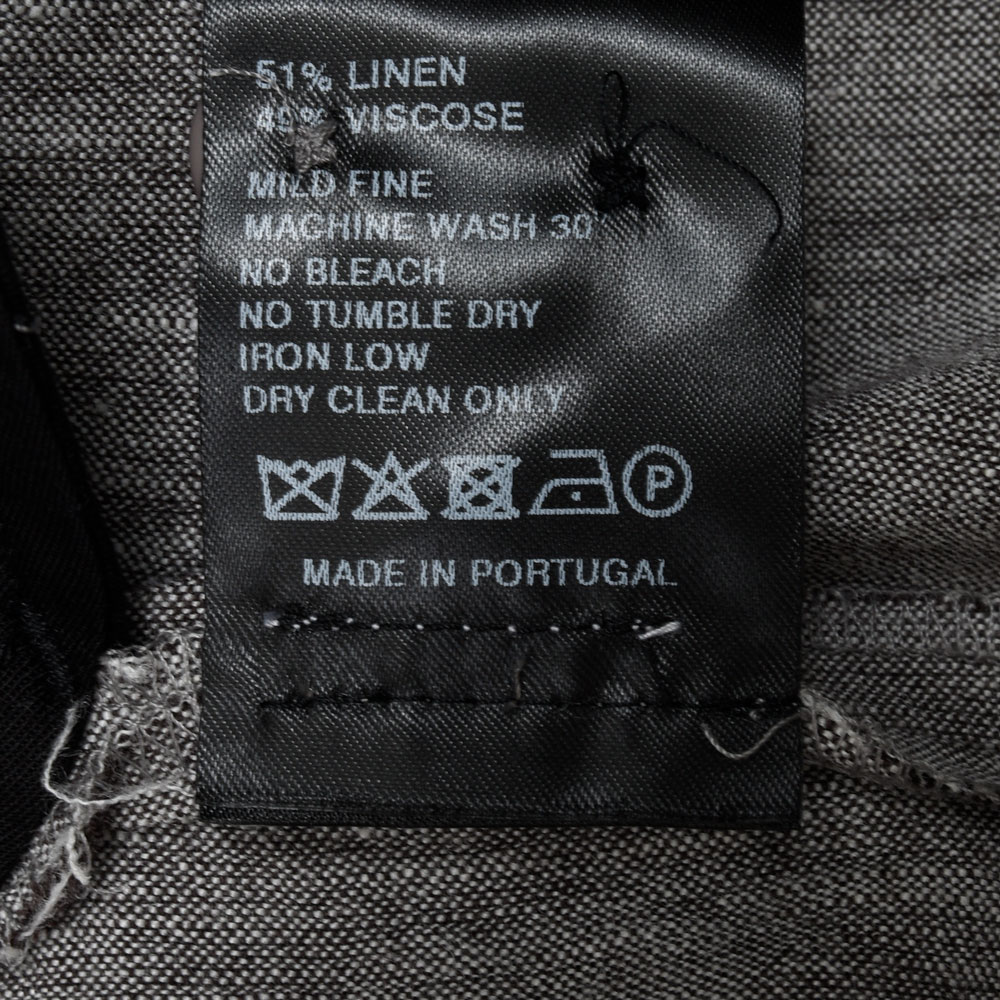 51% LINEN
49% VISCOSE
MILD FINE
MACHINE WASH 30°
NO BLEACH
NO TUMBLE DRY
IRON LOW
DRY CLEAN ONLY
P
MADE IN PORTUGAL